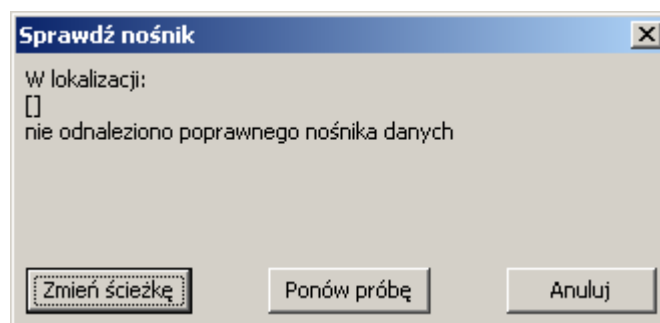 Sprawdź nośnik
W lokalizacji:
[]
nie odnaleziono poprawnego nośnika danych
Zmień ścieżkę
Ponów próbę
Anuluj